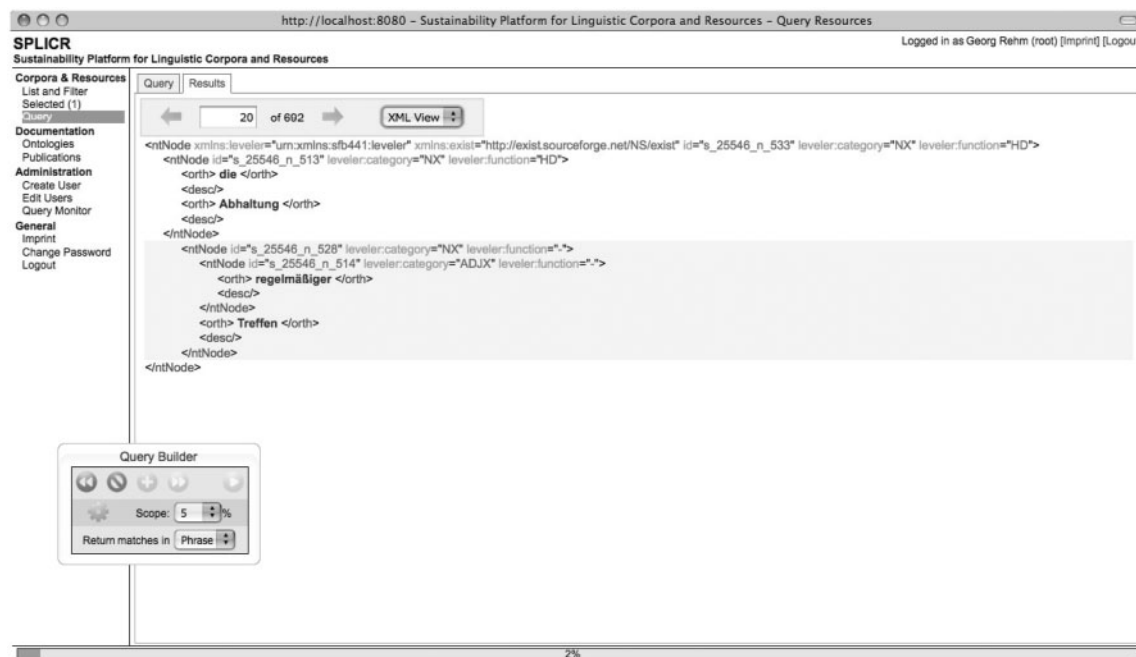 http://localhost:8080 – Sustainability Platform for Linguistic Corpora and Resources – Query Resources
SPLICR
Logged in as Georg Rehm (root) [Imprint] [Logou
Sustainability Platform for Linguistic Corpora and Resources
Corpora & Resources
List and Filter
Selected (1)
Query
Documentation
Ontologies
Publications
Administration
Create User
Edit Users
Query Monitor
General
Imprint
Change Password
Logout
Query Results
20 of 692 XML View
<ntNode xmlns:leveler="urn:xmlns:sfb441:leveler" xmlns:exist="http://exist.sourceforge.net/NS/exist" id="s_25546_n_533" leveler:category="NX" leveler:function="HD">
<ntNode id="s_25546_n_513" leveler:category="NX" leveler:function="HD">
<orth> die </orth>
<desc/>
<orth> Abhaltung </orth>
<desc/>
</ntNode>
<ntNode id="s_25546_n_528" leveler:category="NX" leveler:function="-">
<ntNode id="s_25546_n_514" leveler:category="ADJX" leveler:function="-">
<orth> regelmäßiger </orth>
<desc/>
</ntNode>
<orth> Treffen </orth>
<desc/>
</ntNode>
</ntNode>
Query Builder
Scope: 5 %
Return matches in Phrase
2%